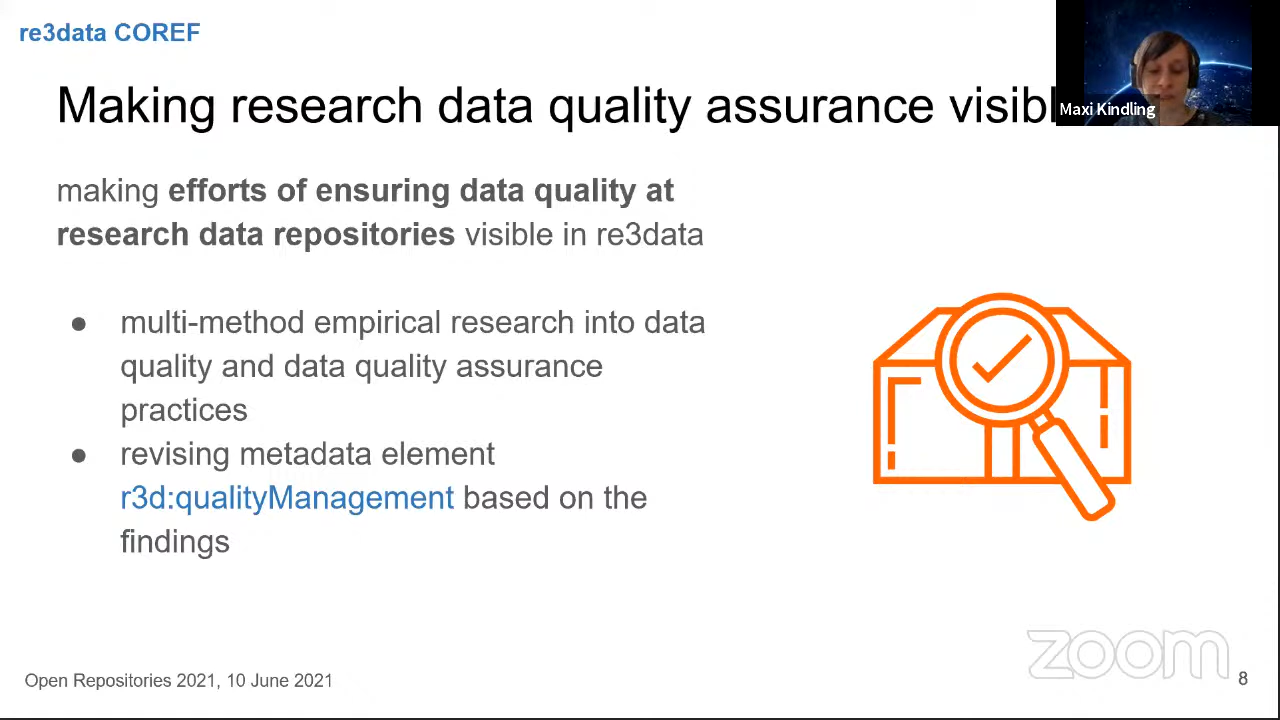 re3data COREF
Making research data quality assurance visibl
Maxi Kindling
making efforts of ensuring data quality at
research data repositories visible in re3data
● multi-method empirical research into data
quality and data quality assurance
practices
● revising metadata element
r3d:qualityManagement based on the
findings
zoom
Open Repositories 2021, 10 June 2021
8